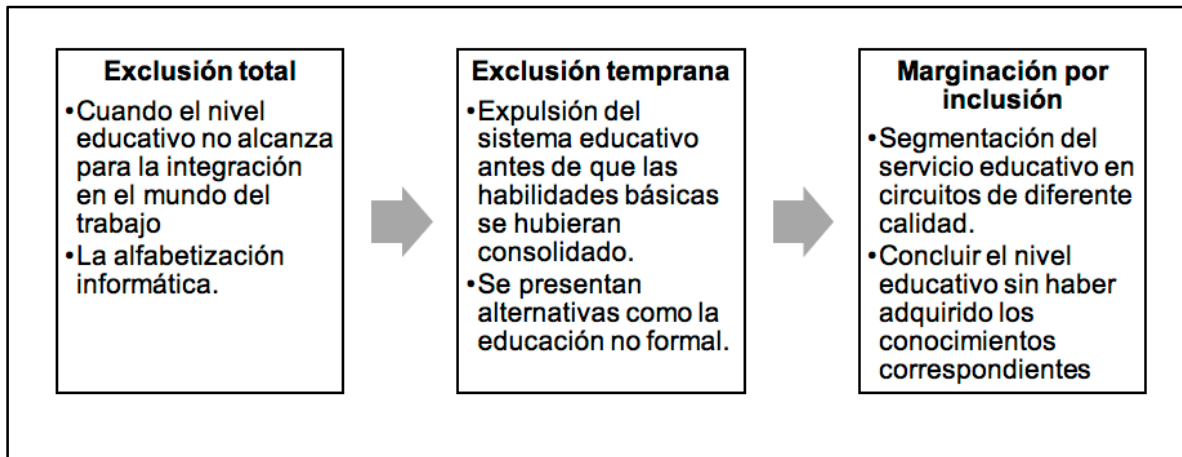 Exclusión total
•Cuando el nivel
educativo no alcanza
para la integración
en el mundo del
trabajo
•La alfabetización
informática.
Exclusión temprana
•Expulsión del
sistema educativo
antes de que las
habilidades básicas
se hubieran
consolidado.
•Se presentan
alternativas como la
educación no formal.
Marginación por
inclusión
•Segmentación del
servicio educativo en
circuitos de diferente
calidad.
•Concluir el nivel
educativo sin haber
adquirido los
conocimientos
correspondientes